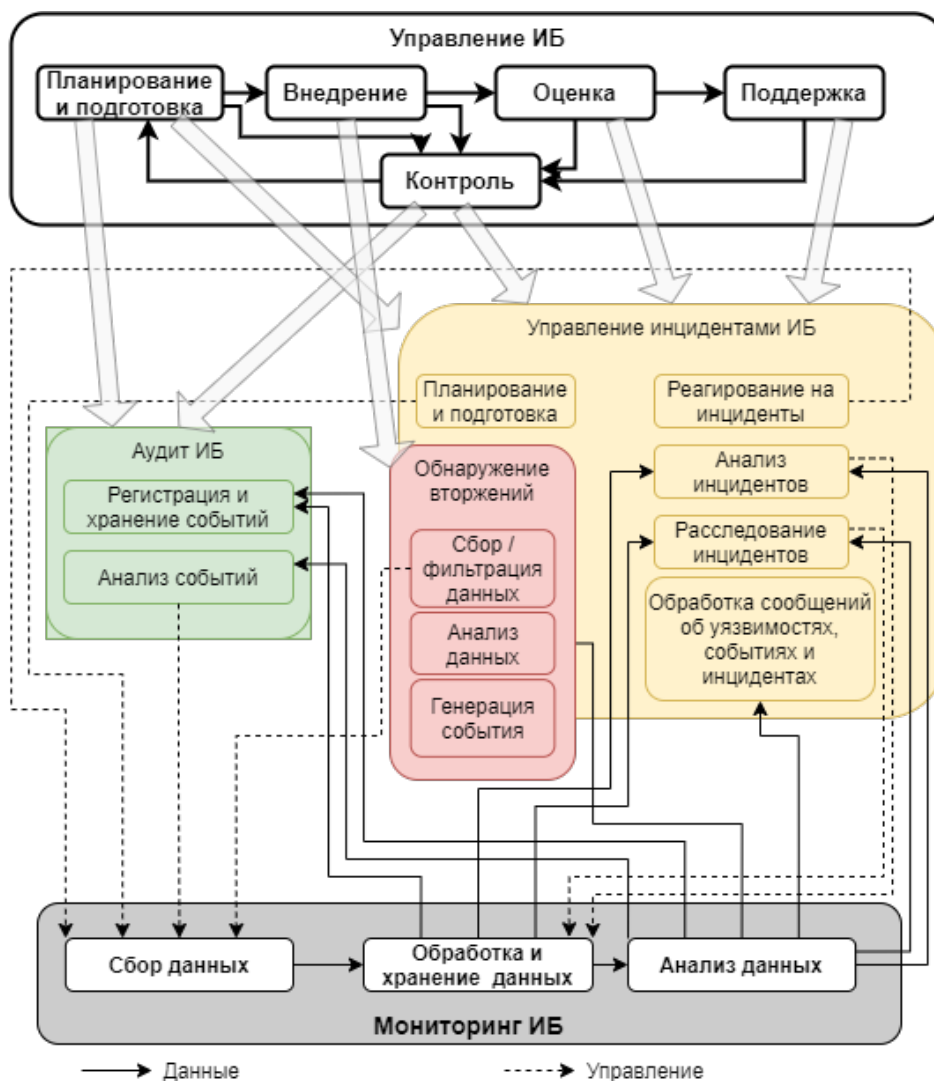 Управление ИБ
Планирование
и подготовка
Внедрение
Оценка
Поддержка
Контроль
Управление инцидентами ИБ
Планирование
и подготовка
Реагирование на
инциденты
Аудит ИБ
Регистрация и
хранение событий
Анализ событий
Обнаружение
вторжений
Сбор /
фильтрация
данных
Анализ
данных
Генерация
события
Анализ
инцидентов
Расследование
инцидентов
Обработка сообщений
об уязвимостях,
событиях и
инцидентах
Сбор данных
Обработка и
хранение данных
Анализ данных
Мониторинг ИБ
Данные
Управление